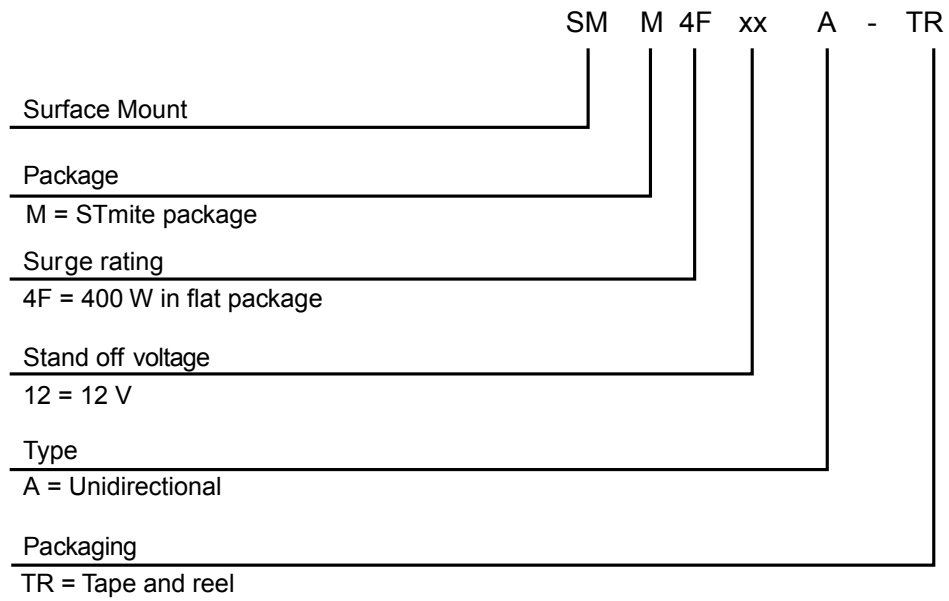 SM M 4F xx A - TR
Surface Mount
Package
M = STmite package
Surge rating
4F = 400 W in flat package
Stand off voltage
12 = 12 V
Type
A = Unidirectional
Packaging
TR = Tape and reel